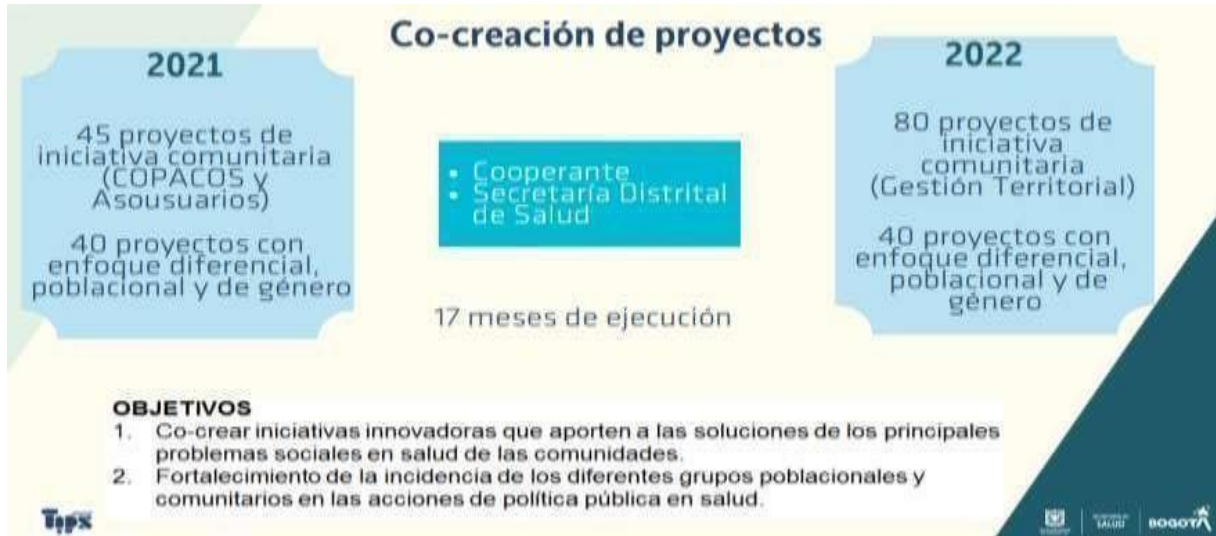 Co-creación de proyectos
2021
45 proyectos de
iniciativa comunitaria
(COPACOS y
Asousuarios)
40 proyectos con
enfoque diferencial,
poblacional y de género
• Cooperante
• Secretaría Distrital
de Salud
17 meses de ejecución
2022
80 proyectos de
iniciativa
comunitaria
(Gestión Territorial)
40 proyectos con
enfoque diferencial,
poblacional y de
género
OBJETIVOS
1. Co-crear iniciativas innovadoras que aporten a las soluciones de los principales
problemas sociales en salud de las comunidades.
2. Fortalecimiento de la incidencia de los diferentes grupos poblacionales y
comunitarios en las acciones de política pública en salud.
SALUD
BOGOTÁ